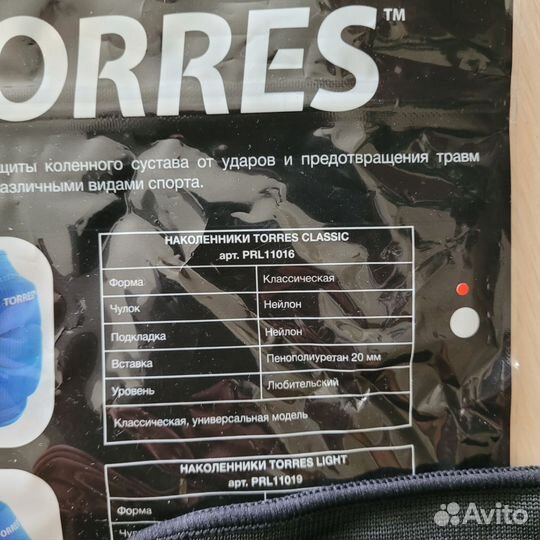 ORRES™
щиты коленного сустава от ударов и предотвращения травм
азличными видами спорта.
TORRES
НАКОЛЕННИКИ TORRES CLASSIC
арт. PRL11016
Форма Классическая
Чулок Нейлон
Подкладка Нейлон
Вставка Пенополиуретан 20 мм
Уровень Любительский
Классическая, универсальная модель
НАКОЛЕННИКИ TORRES LIGHT
арт. PRL11019
Форма
Чул
Avito